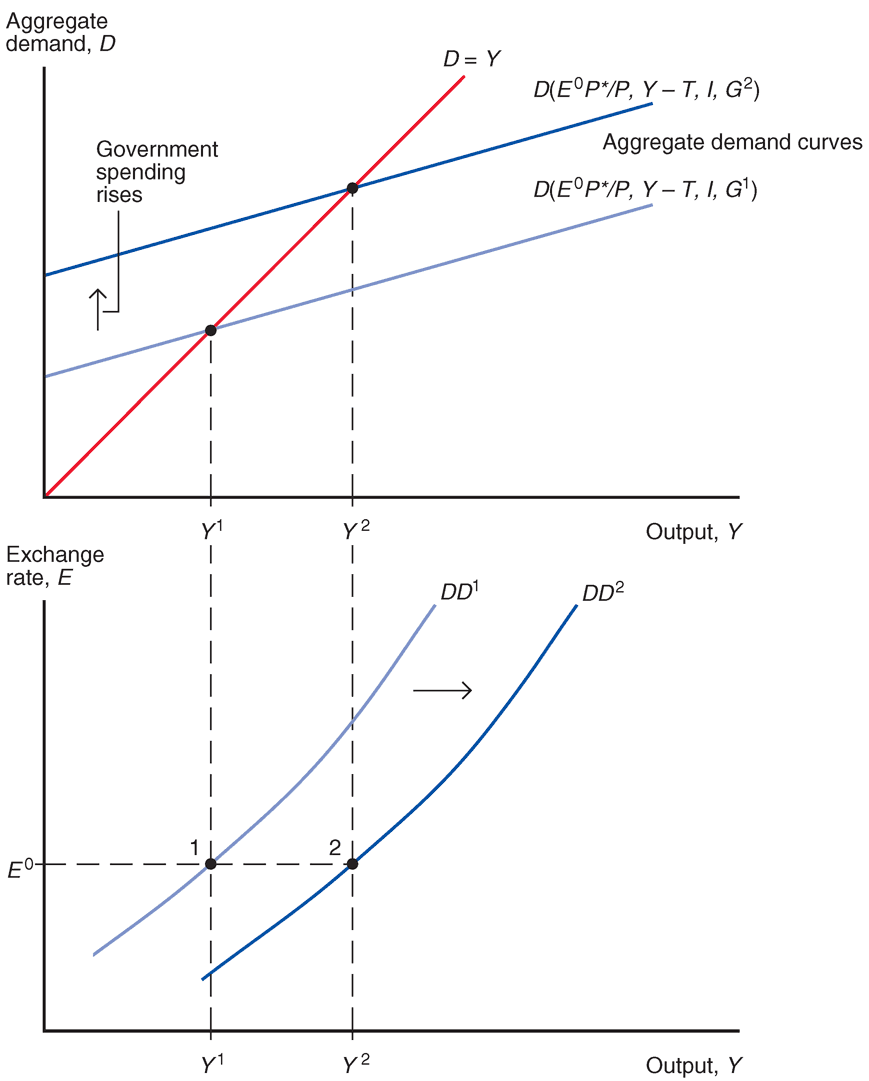 Aggregate
demand, D
D = Y
D(E⁰P*/P, Y – T, I, G²)
Aggregate demand curves
Government
spending
rises
D(E⁰P*/P, Y – T, I, G¹)
Y¹
Y²
Output, Y
Exchange
rate, E
DD¹
DD²
1
2
E⁰
Y¹
Y²
Output, Y